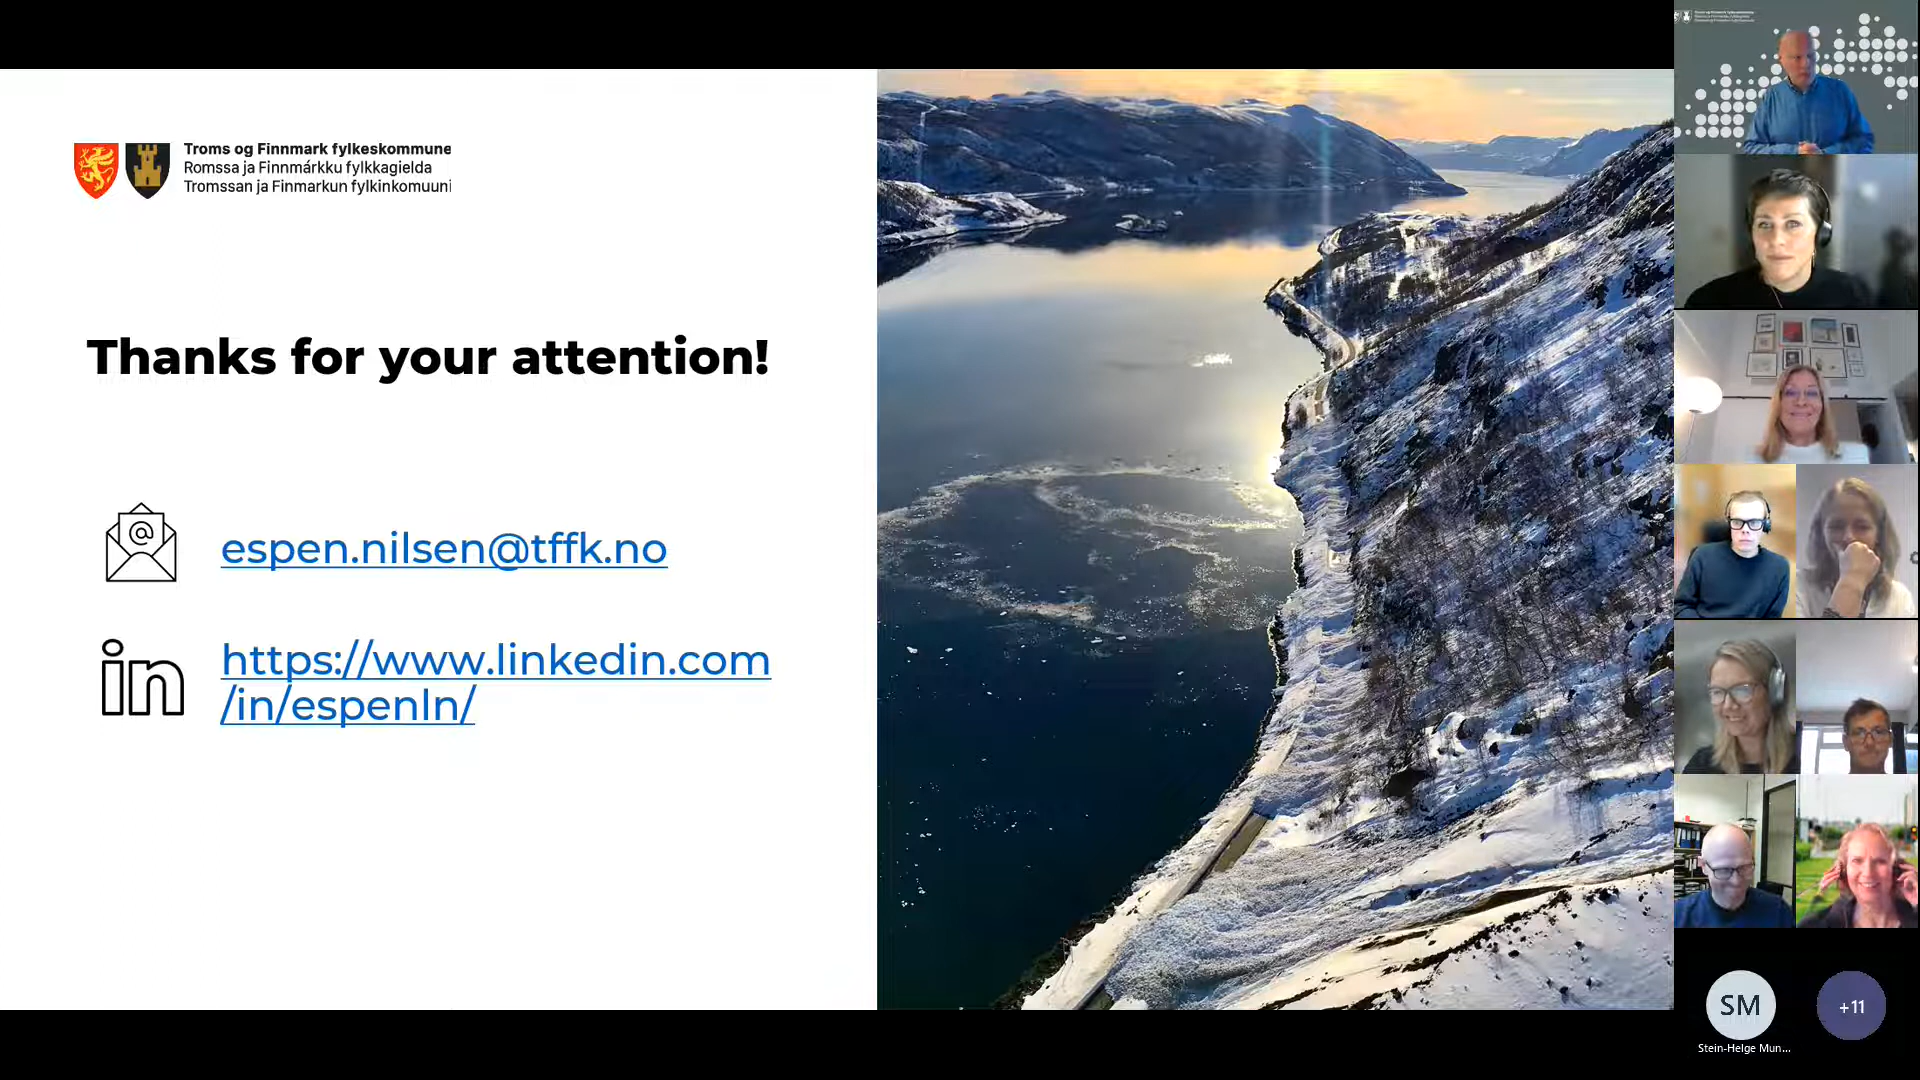 Troms og Finnmark fylkeskommune
Romssa ja Finnmárkku fylkkagielda
Tromssan ja Finmarkun fylkinkomuuni
Thanks for your attention!
@
espen.nilsen@tffk.no
in
https://www.linkedin.com
/in/espenln/
SM
+11
Stein-Helge Mun...